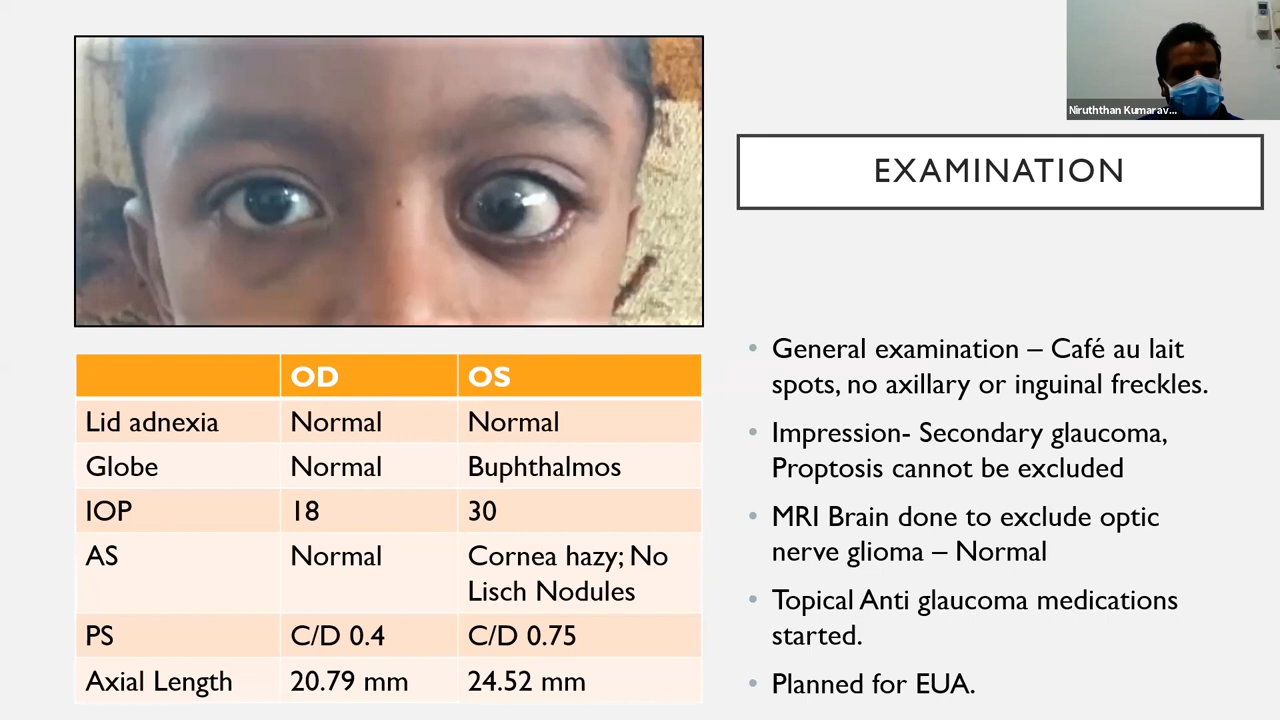 Niruththan Kumarav...
EXAMINATION
OD OS
Lid adnexia Normal Normal
Globe Normal Buphthalmos
IOP 18 30
AS Normal Cornea hazy; No
Lisch Nodules
PS C/D 0.4 C/D 0.75
Axial Length 20.79 mm 24.52 mm
• General examination – Café au lait
spots, no axillary or inguinal freckles.
• Impression- Secondary glaucoma,
Proptosis cannot be excluded
• MRI Brain done to exclude optic
nerve glioma – Normal
• Topical Anti glaucoma medications
started.
• Planned for EUA.